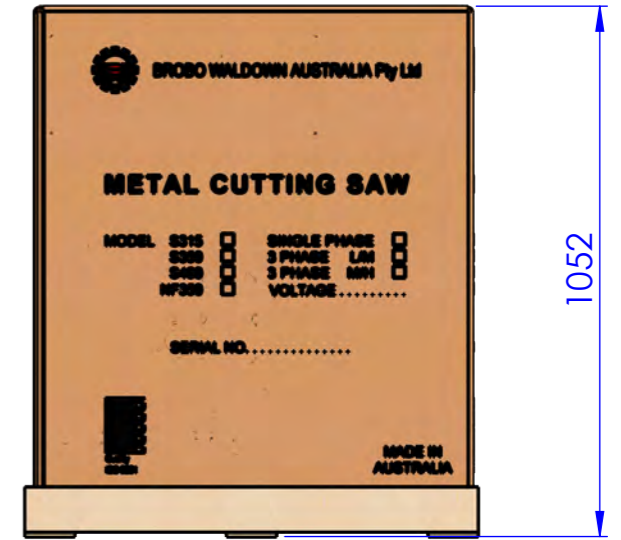 BROBO WALDOWN AUSTRALIA Pty Ltd
METAL CUTTING SAW
MODEL S315 SINGLE PHASE
S350 3 PHASE L/M
S400 3 PHASE M/H
NF350 VOLTAGE.........
SERIAL NO..............
MADE IN
AUSTRALIA
1052